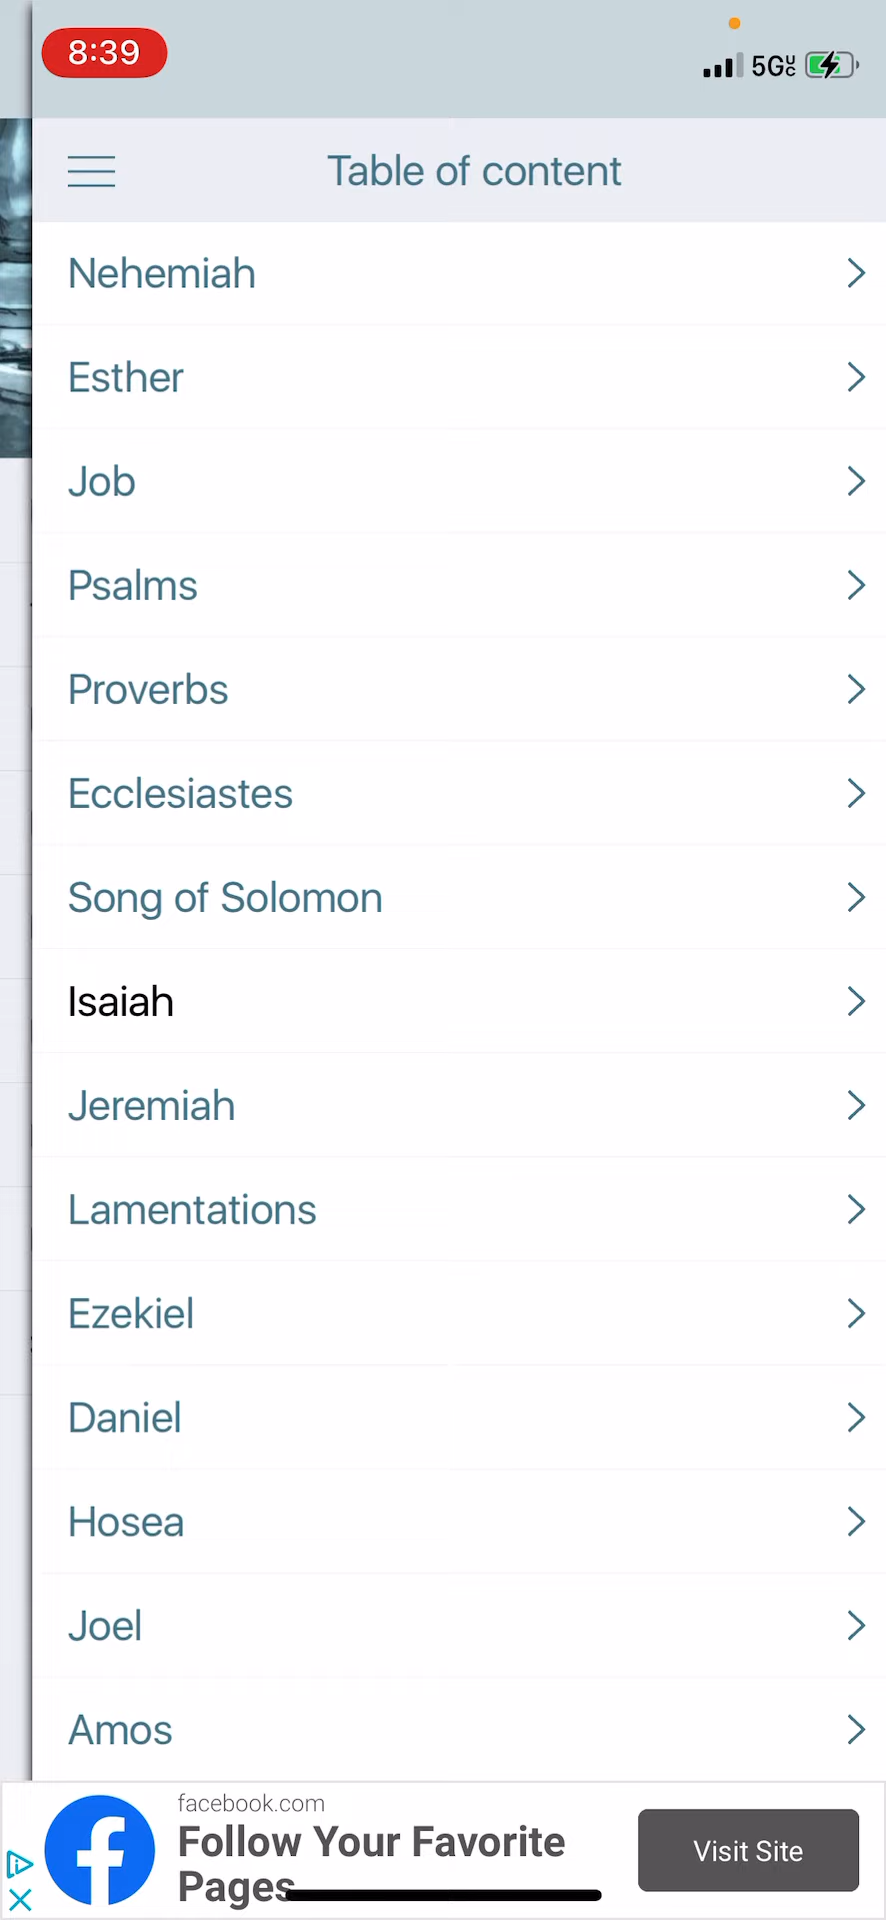 8:39
5G UC
Table of content
Nehemiah
Esther
Job
Psalms
Proverbs
Ecclesiastes
Song of Solomon
Isaiah
Jeremiah
Lamentations
Ezekiel
Daniel
Hosea
Joel
Amos
facebook.com
Follow Your Favorite
Pages
Visit Site